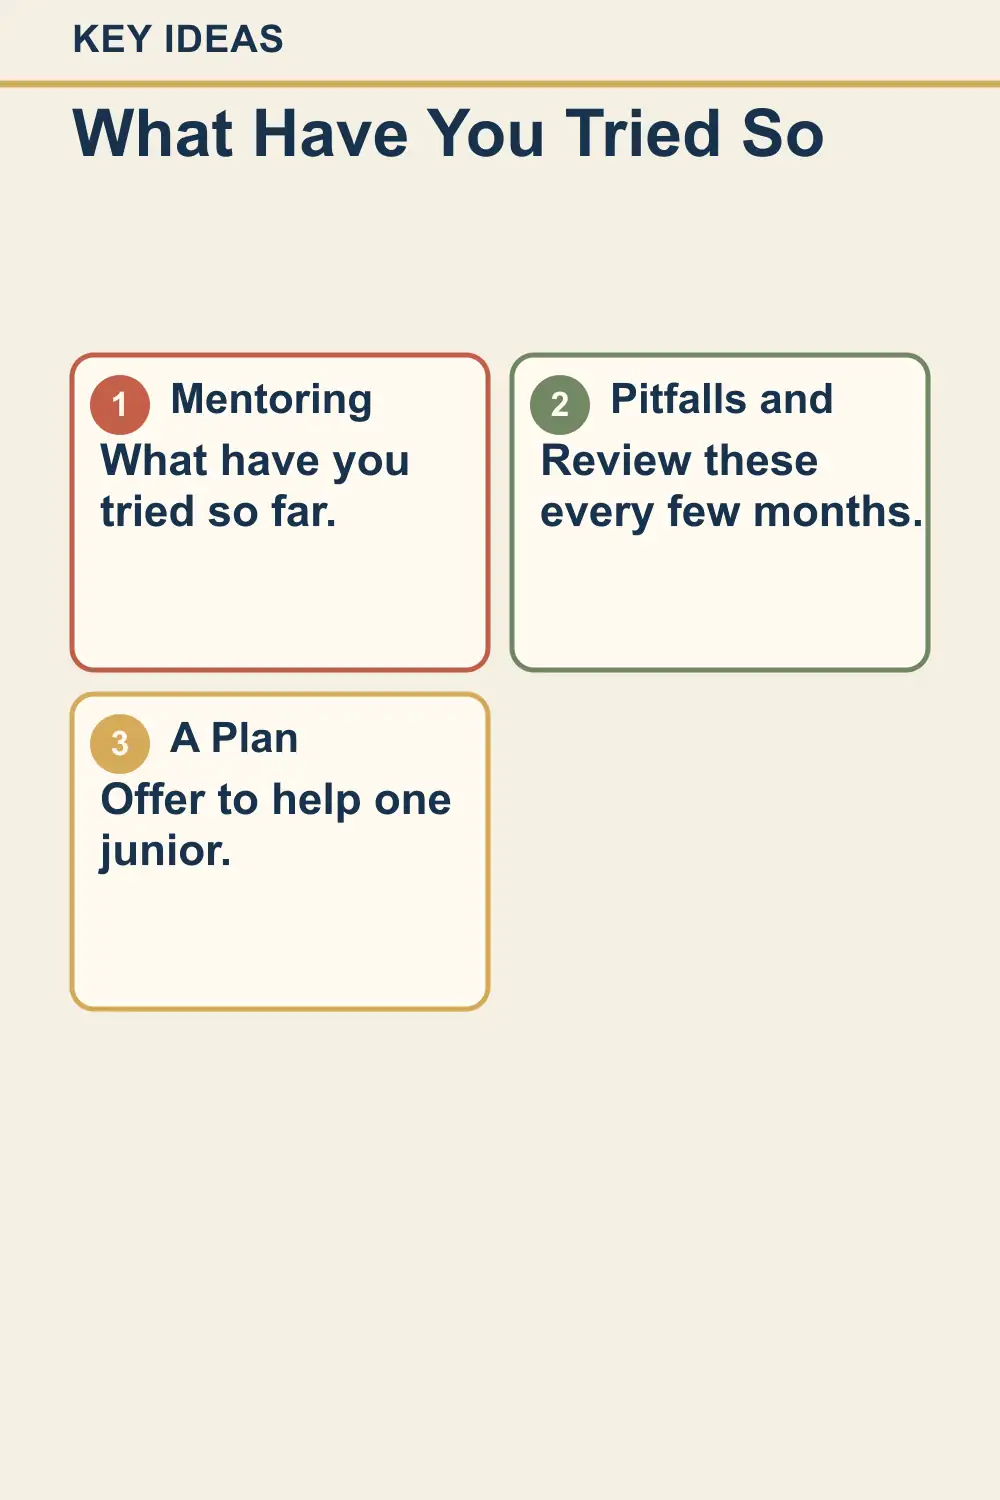 KEY IDEAS
What Have You Tried So
1 Mentoring
What have you
tried so far.
2 Pitfalls and
Review these
every few months.
3 A Plan
Offer to help one
junior.